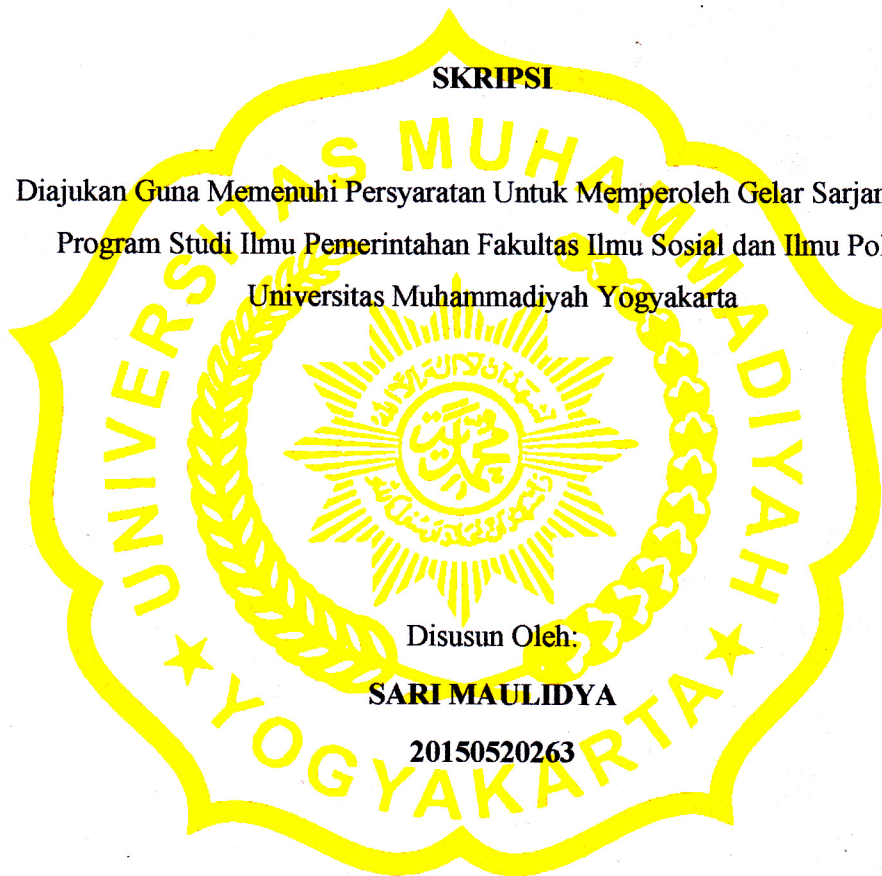 SKRIPSI
Diajukan Guna Memenuhi Persyaratan Untuk Memperoleh Gelar Sarjan
Program Studi Ilmu Pemerintahan Fakultas Ilmu Sosial dan Ilmu Po
Universitas Muhammadiyah Yogyakarta
UNIVERSITAS MUHAMMADIYAH
YOGYAKARTA
Disusun Oleh:
SARI MAULIDYA
20150520263